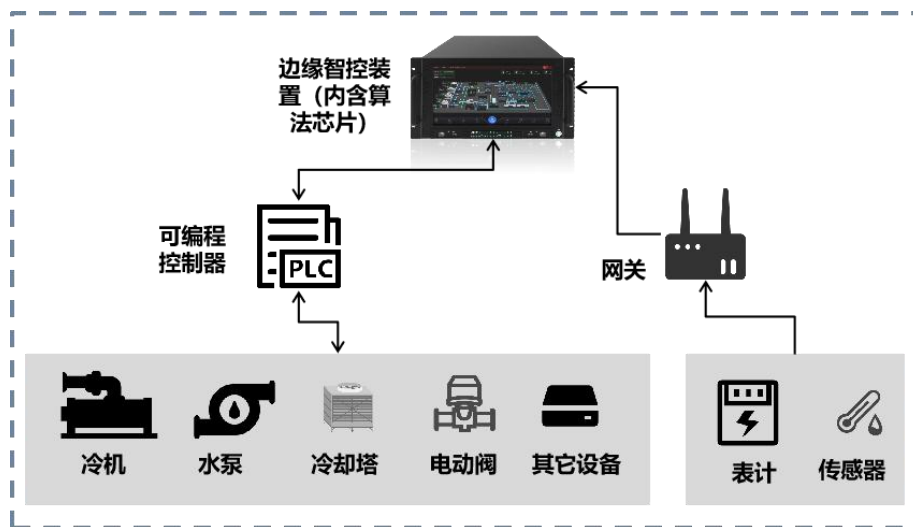 边缘智控装
置（内含算
法芯片）
可编程
控制器
PLC
网关
冷机
水泵
冷却塔
电动阀
其它设备
表计
传感器